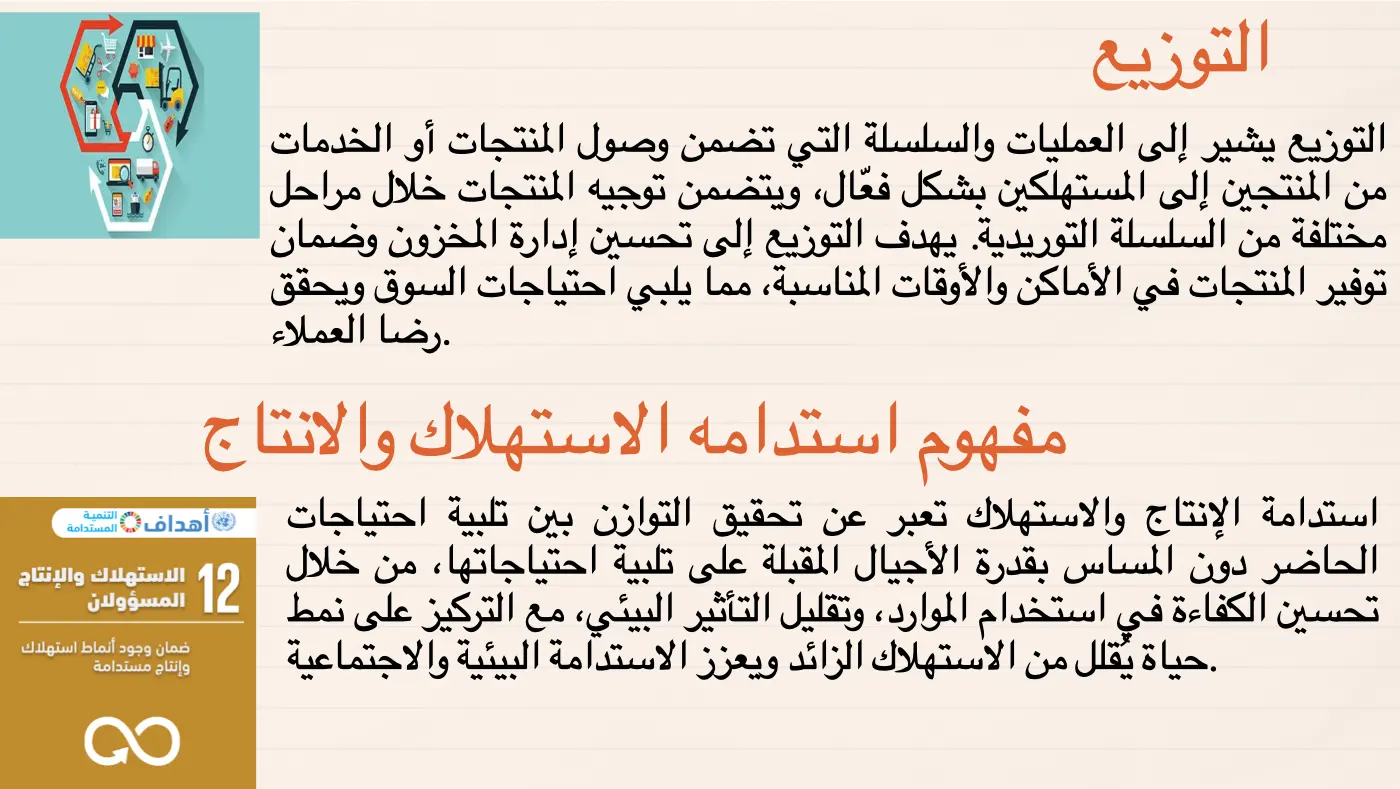 التوزيع
التوزيع يشير إلى العمليات والسلسلة التي تضمن وصول المنتجات أو الخدمات
من المنتجين إلى المستهلكين بشكل فعّال، ويتضمن توجيه المنتجات خلال مراحل
مختلفة من السلسلة التوريدية. يهدف التوزيع إلى تحسين إدارة المخزون وضمان
توفير المنتجات في الأماكن والأوقات المناسبة، مما يلبي احتياجات السوق ويحقق
رضا العملاء.
مفهوم استدامه الاستهلاك والانتاج
استدامة الإنتاج والاستهلاك تعبر عن تحقيق التوازن بين تلبية احتياجات
الحاضر دون المساس بقدرة الأجيال المقبلة على تلبية احتياجاتها، من خلال
تحسين الكفاءة في استخدام الموارد، وتقليل التأثير البيئي، مع التركيز على نمط
حياة يُقلل من الاستهلاك الزائد ويعزز الاستدامة البيئية والاجتماعية.
أهداف التنمية
المستدامة
12 الاستهلاك والإنتاج
المسؤولان
ضمان وجود أنماط استهلاك
وإنتاج مستدامة